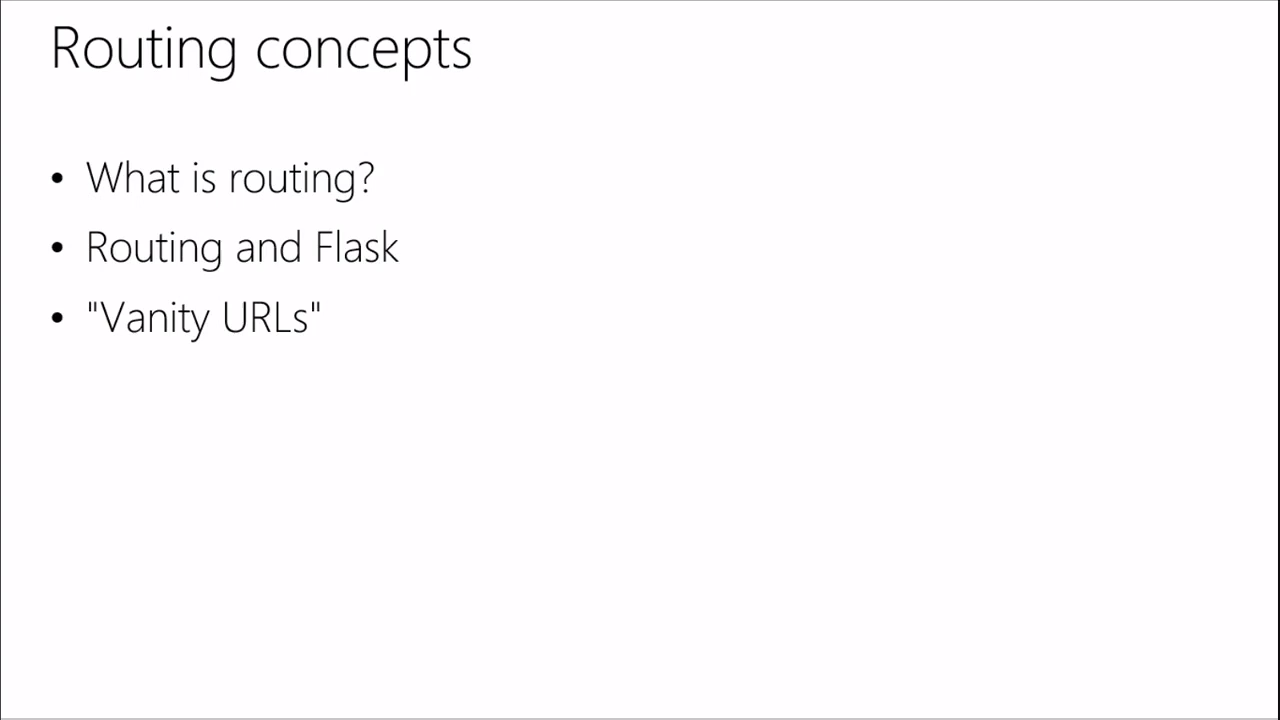 Routing concepts
• What is routing?
• Routing and Flask
• "Vanity URLs"